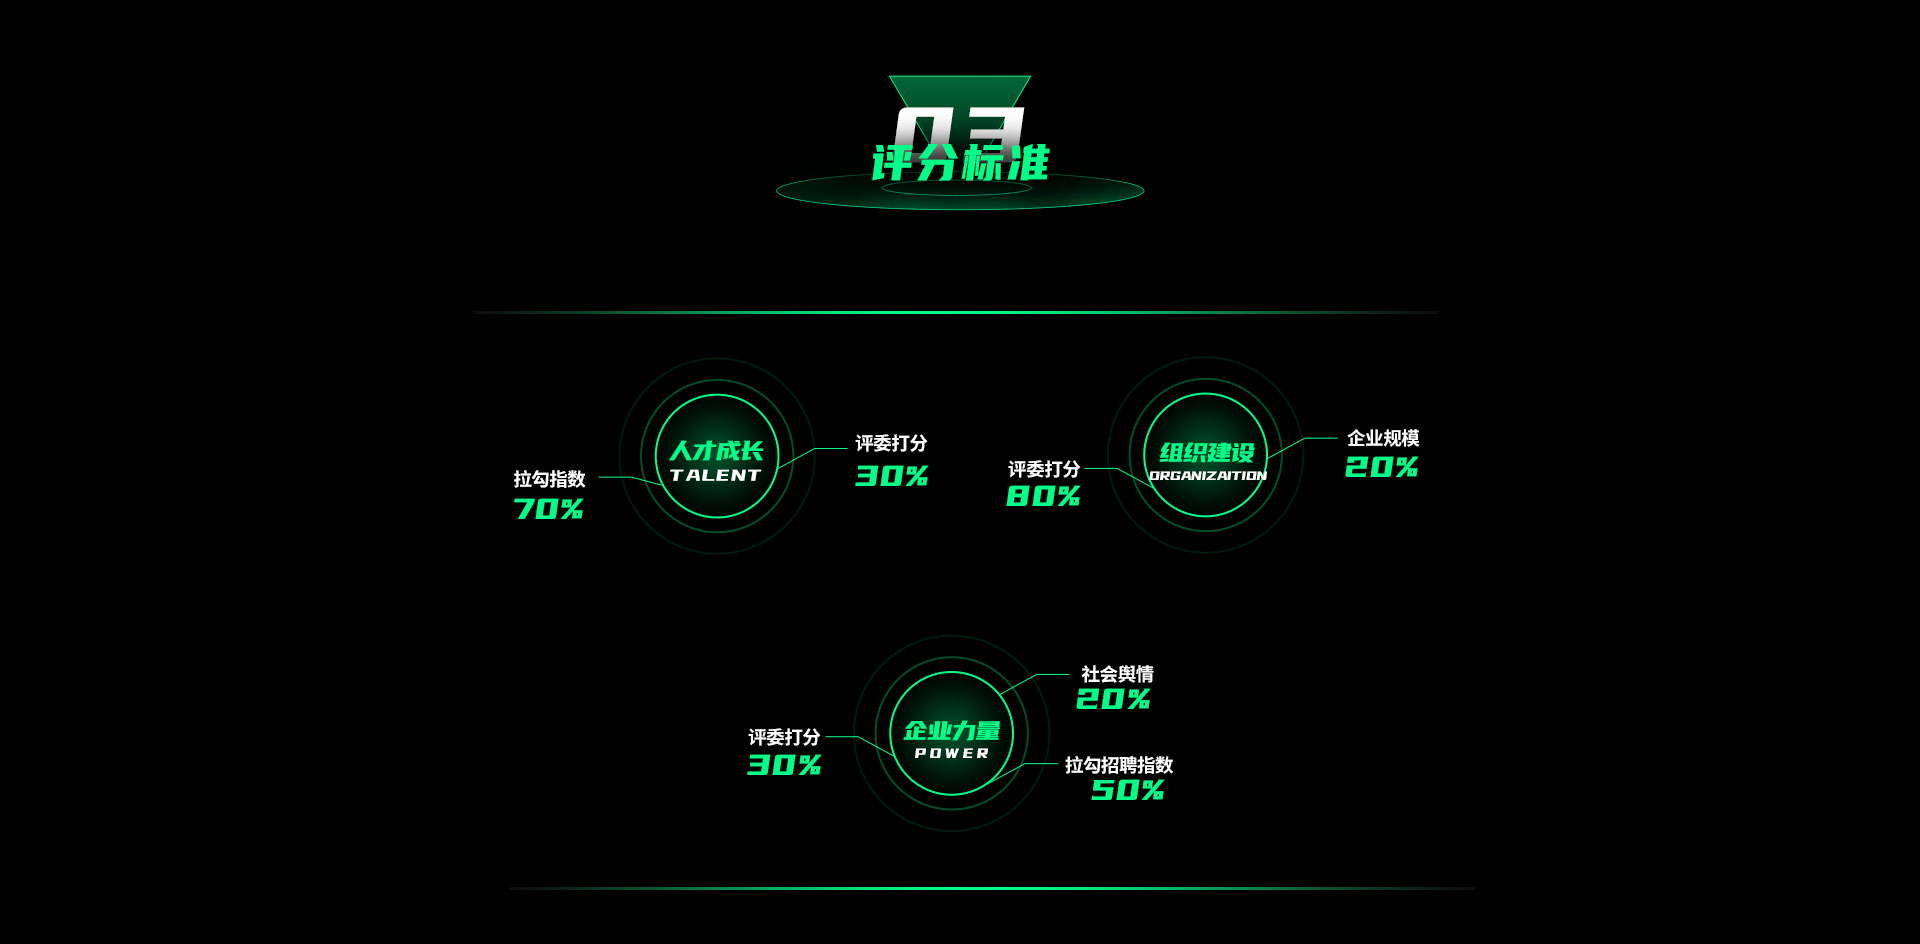 03
评分标准
人才成长
TALENT
拉勾指数
70%
评委打分
30%
组织建设
ORGANIZAITION
评委打分
80%
企业规模
20%
企业力量
POWER
评委打分
30%
社会舆情
20%
拉勾招聘指数
50%